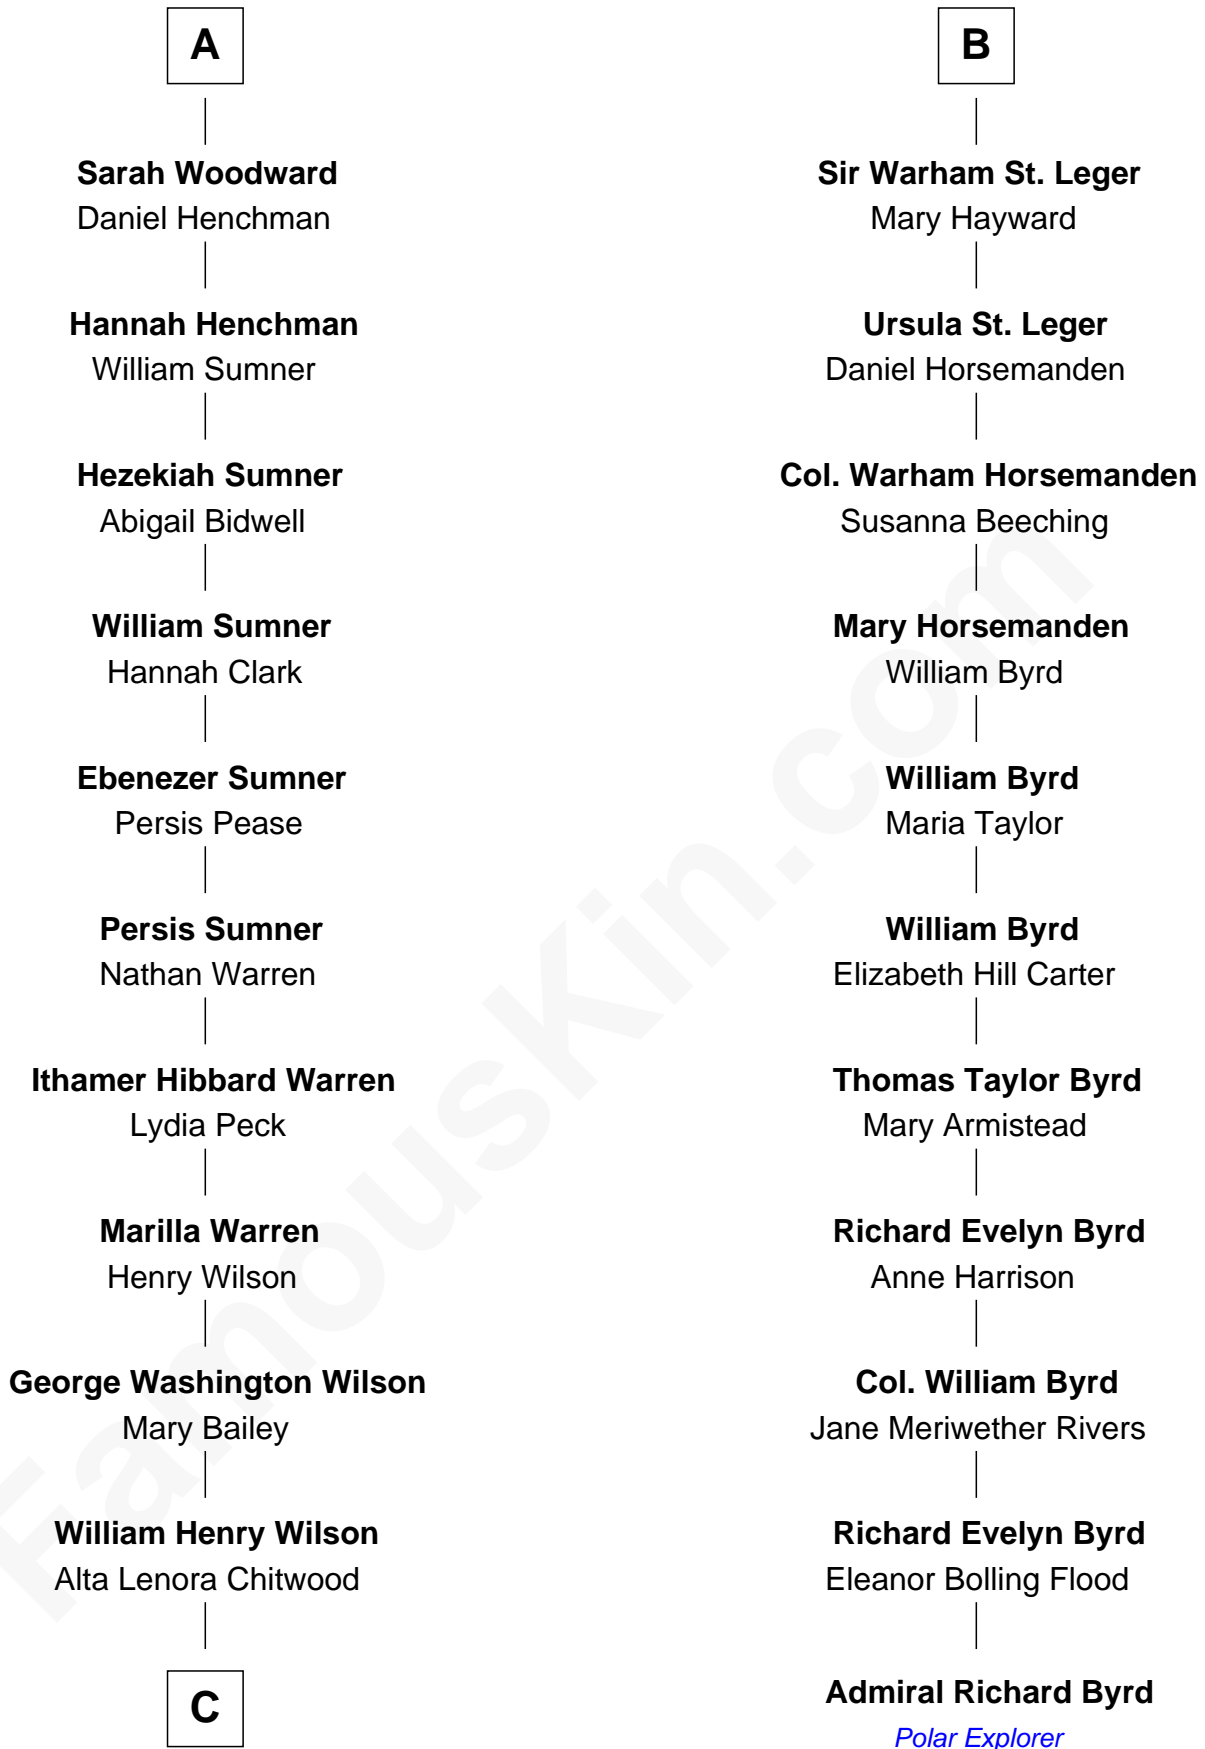 A
Sarah Woodward
Daniel Henchman
Hannah Henchman
William Sumner
Hezekiah Sumner
Abigail Bidwell
William Sumner
Hannah Clark
Ebenezer Sumner
Persis Pease
Persis Sumner
Nathan Warren
Ithamer Hibbard Warren
Lydia Peck
Marilla Warren
Henry Wilson
George Washington Wilson
Mary Bailey
William Henry Wilson
Alta Lenora Chitwood
C
B
Sir Warham St. Leger
Mary Hayward
Ursula St. Leger
Daniel Horsemanden
Col. Warham Horsemanden
Susanna Beeching
Mary Horsemanden
William Byrd
William Byrd
Maria Taylor
William Byrd
Elizabeth Hill Carter
Thomas Taylor Byrd
Mary Armistead
Richard Evelyn Byrd
Anne Harrison
Col. William Byrd
Jane Meriwether Rivers
Richard Evelyn Byrd
Eleanor Bolling Flood
Admiral Richard Byrd
Polar Explorer
FamousKin.com